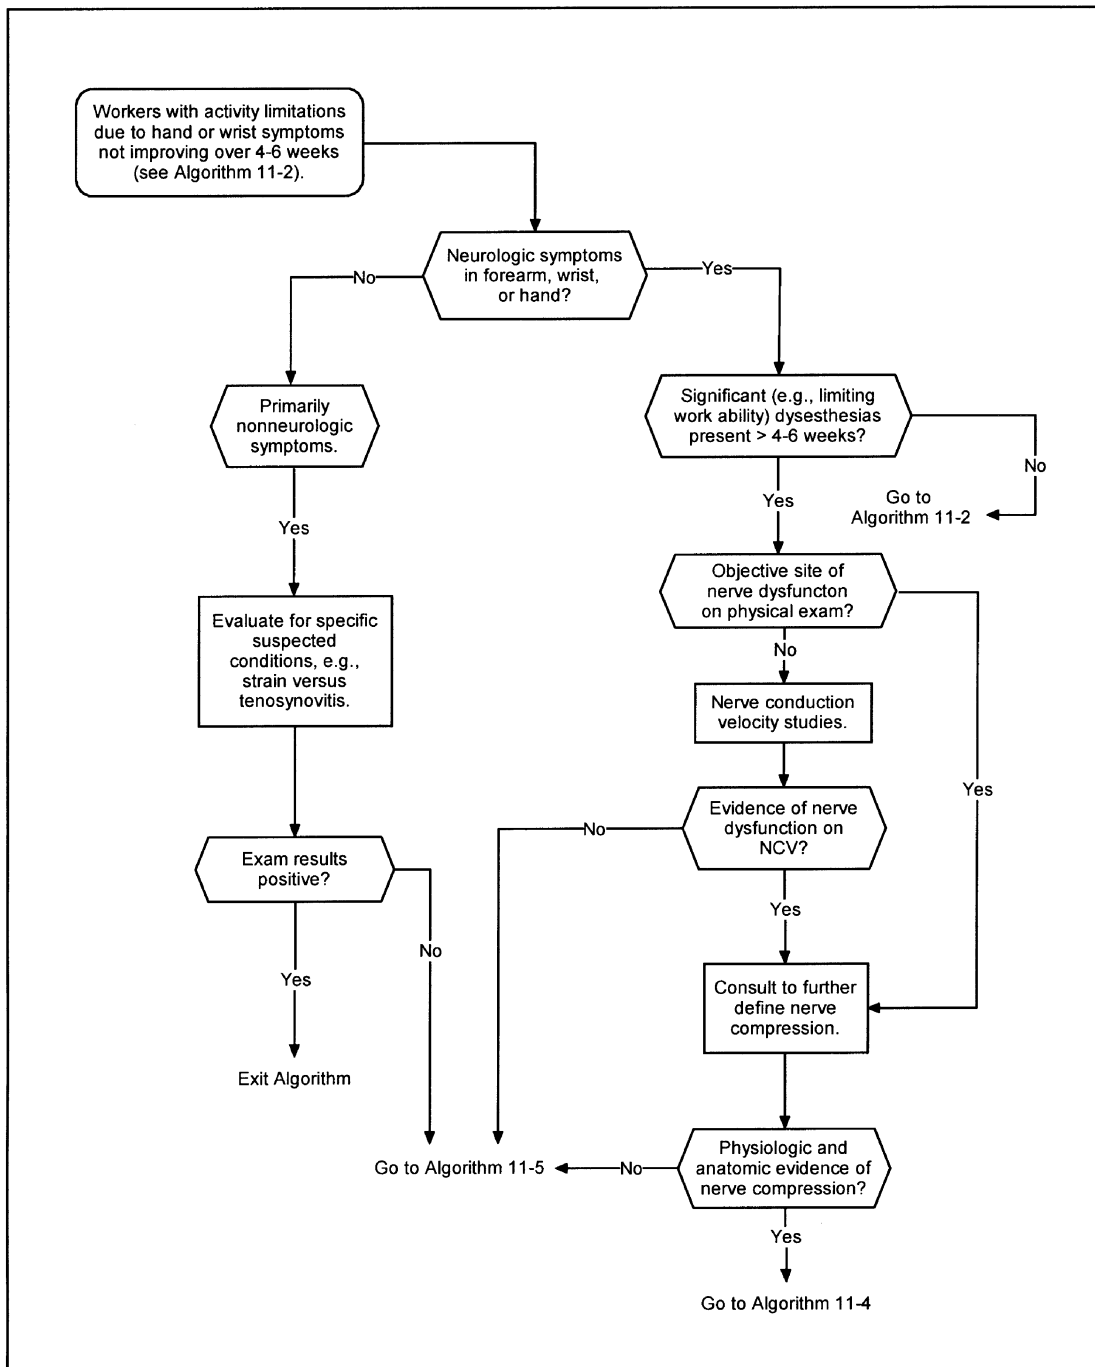 Workers with activity limitations
due to hand or wrist symptoms
not improving over 4-6 weeks
(see Algorithm 11-2).
Neurologic symptoms
in forearm, wrist,
or hand?
No
Yes
Primarily
nonneurologic
symptoms.
Significant (e.g., limiting
work ability) dysesthesias
present > 4-6 weeks?
No
Yes
Yes
Go to
Algorithm 11-2
Objective site of
nerve dysfuncton
on physical exam?
Evaluate for specific
suspected
conditions, e.g.,
strain versus
tenosynovitis.
No
Nerve conduction
velocity studies.
Yes
Evidence of nerve
dysfunction on
NCV?
No
Exam results
positive?
Yes
No
Yes
Consult to further
define nerve
compression.
Exit Algorithm
Physiologic and
anatomic evidence of
nerve compression?
No
Go to Algorithm 11-5
Yes
Go to Algorithm 11-4